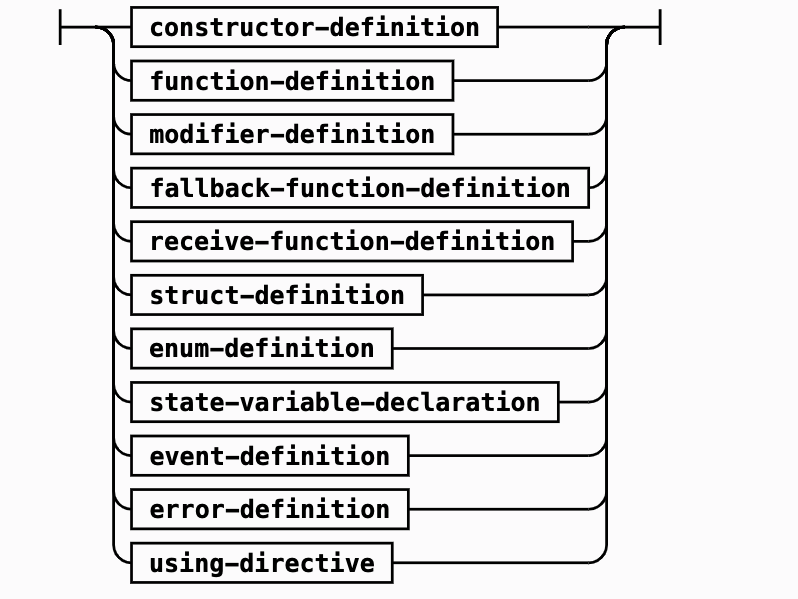 constructor-definition
function-definition
modifier-definition
fallback-function-definition
receive-function-definition
struct-definition
enum-definition
state-variable-declaration
event-definition
error-definition
using-directive